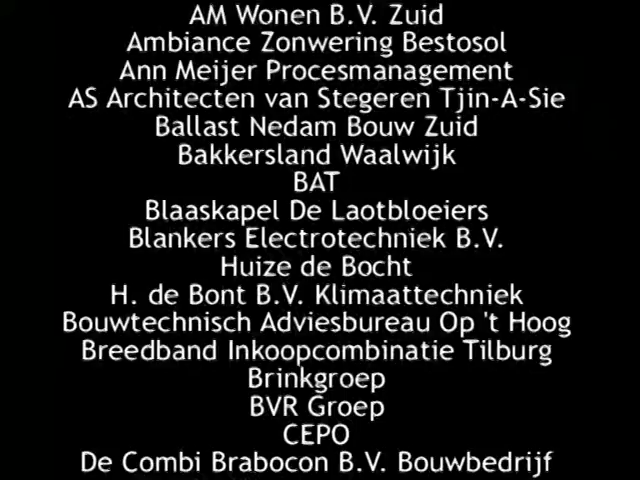 AM Wonen B.V. Zuid
Ambiance Zonwering Bestosol
Ann Meijer Procesmanagement
AS Architecten van Stegeren Tjin-A-Sie
Ballast Nedam Bouw Zuid
Bakkersland Waalwijk
BAT
Blaaskapel De Laotbloeiers
Blankers Electrotechniek B.V.
Huize de Bocht
H. de Bont B.V. Klimaattechniek
Bouwtechnisch Adviesbureau Op 't Hoog
Breedband Inkoopcombinatie Tilburg
Brinkgroep
BVR Groep
CEPO
De Combi Brabocon B.V. Bouwbedrijf